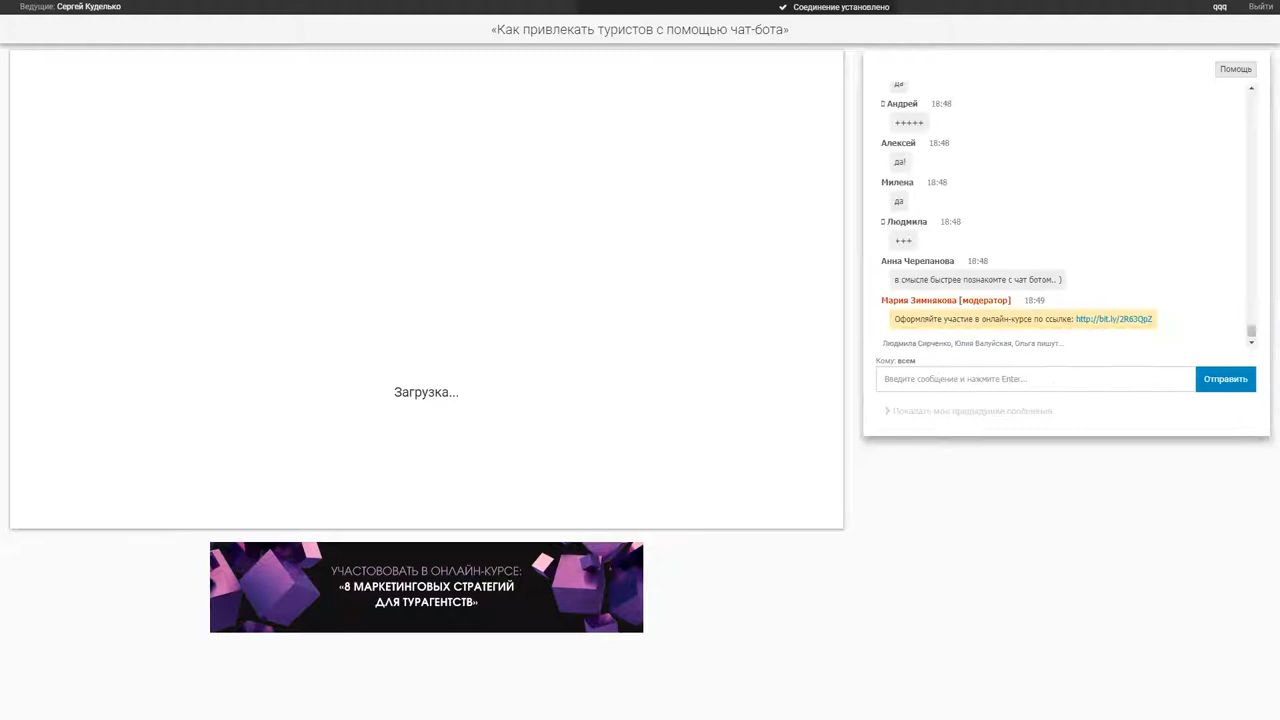 Ведущие: Сергей Куделько
Соединение установлено
qqq
Выйти
«Как привлекать туристов с помощью чат-бота»
Помощь
да
Андрей 18:48
+++++
Алексей 18:48
да!
Милена 18:48
да
Людмила 18:48
+++
Анна Черепанова 18:48
в смысле быстрее познакомте с чат ботом.. )
Мария Зимнякова [модератор] 18:49
Оформляйте участие в онлайн-курсе по ссылке: http://bit.ly/2R63QpZ
Людмила Сирченко, Юлия Валуйская, Ольга пишут...
Кому: всем
Введите сообщение и нажмите Enter...
Отправить
Показать мои предыдущие сообщения
Загрузка...
УЧАСТВОВАТЬ В ОНЛАЙН-КУРСЕ:
«8 МАРКЕТИНГОВЫХ СТРАТЕГИЙ
ДЛЯ ТУРАГЕНТСТВ»